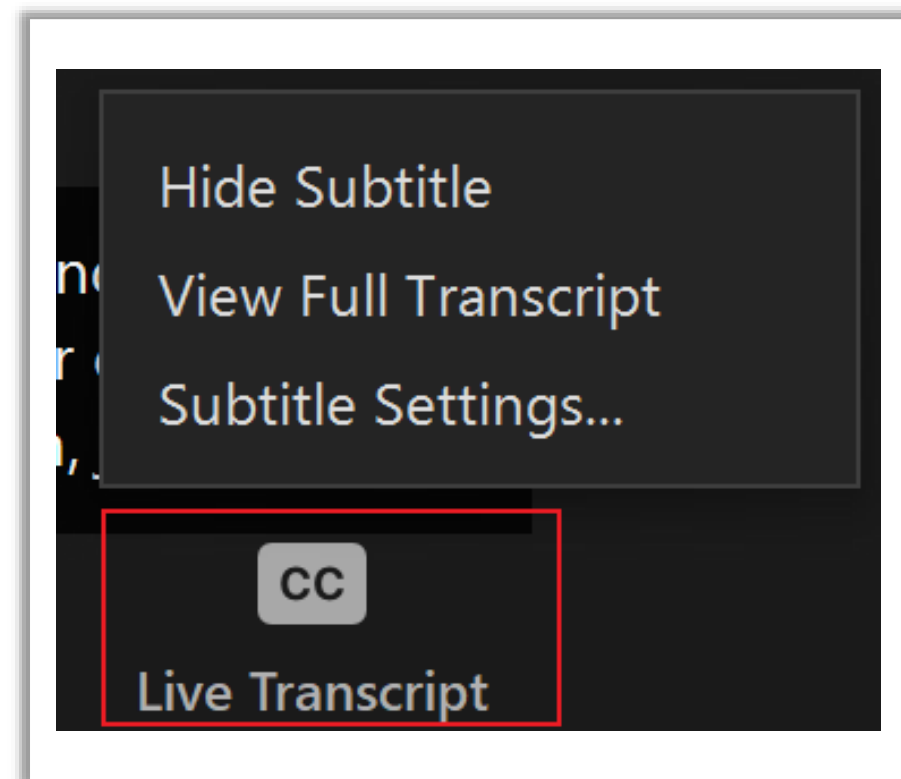 Hide Subtitle
View Full Transcript
Subtitle Settings...
CC
Live Transcript